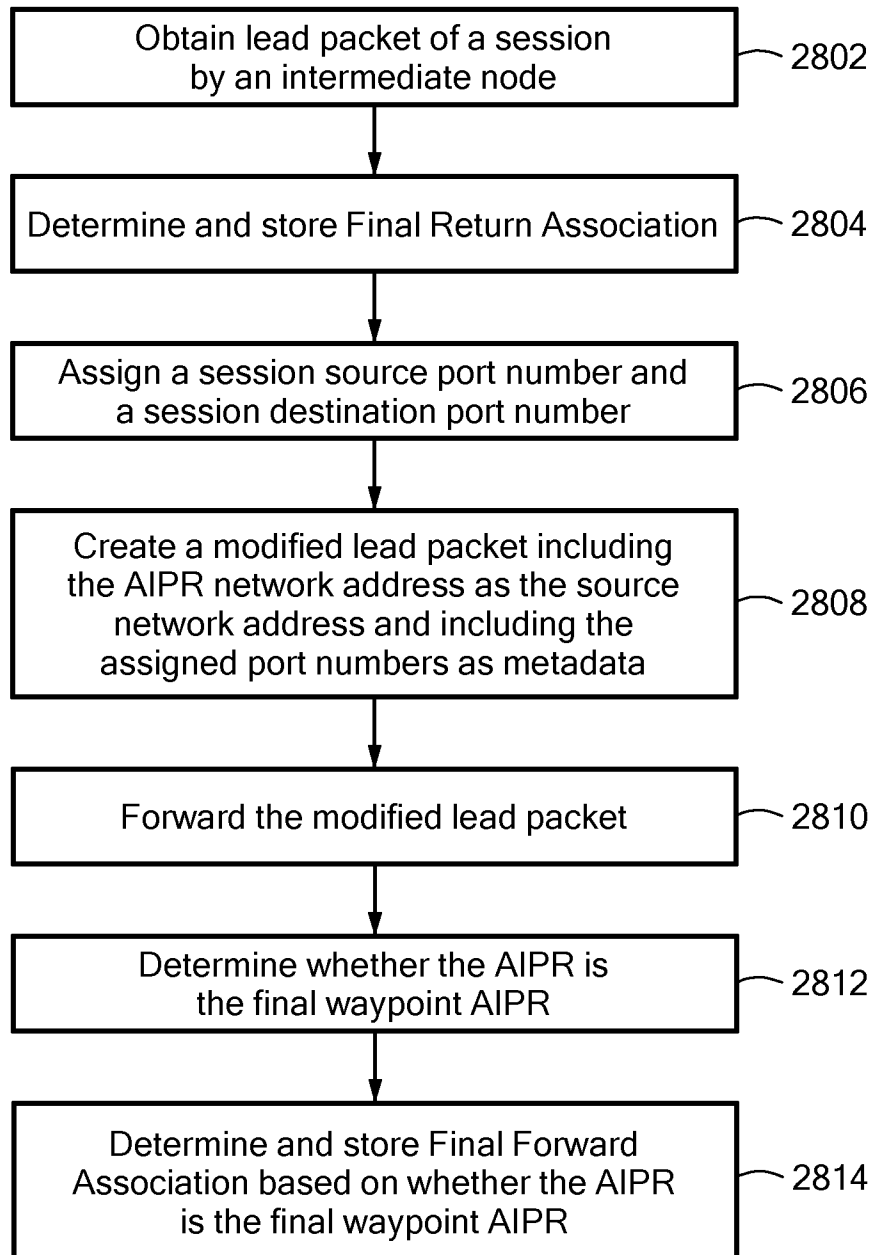 Obtain lead packet of a session
by an intermediate node
2802
Determine and store Final Return Association
2804
Assign a session source port number and
a session destination port number
2806
Create a modified lead packet including
the AIPR network address as the source
network address and including the
assigned port numbers as metadata
2808
Forward the modified lead packet
2810
Determine whether the AIPR is
the final waypoint AIPR
2812
Determine and store Final Forward
Association based on whether the AIPR
is the final waypoint AIPR
2814